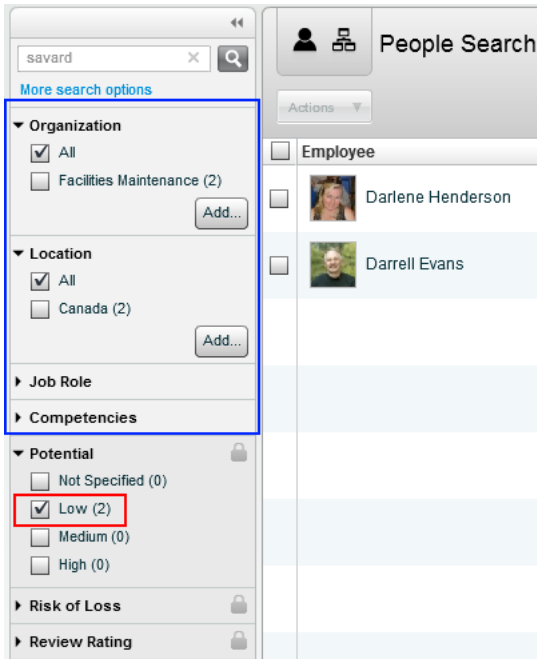 savard
More search options
Organization
All
Facilities Maintenance (2)
Add...
Location
All
Canada (2)
Add...
Job Role
Competencies
Potential
Not Specified (0)
Low (2)
Medium (0)
High (0)
Risk of Loss
Review Rating
People Search
Actions
Employee
Darlene Henderson
Darrell Evans